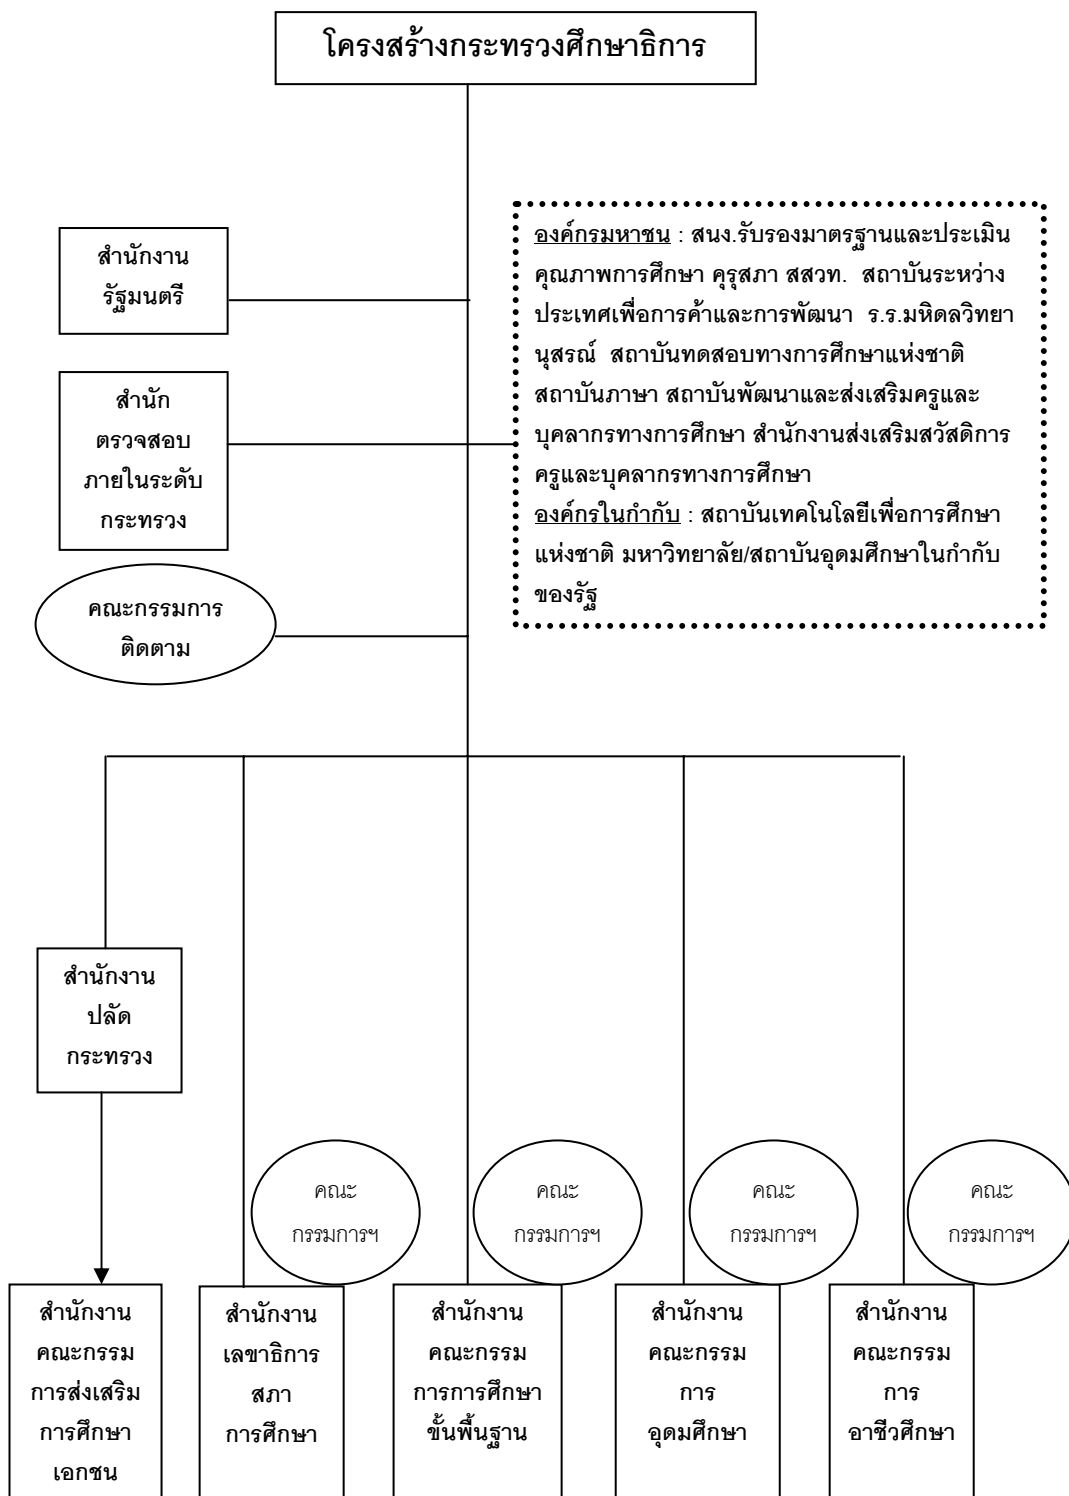 โครงสร้างกระทรวงศึกษาธิการ
สำนักงาน
รัฐมนตรี
องค์กรมหาชน : สนง.รับรองมาตรฐานและประเมิน
คุณภาพการศึกษา คุรุสภา สสวท. สถาบันระหว่าง
ประเทศเพื่อการค้าและการพัฒนา ร.ร.มหิดลวิทยา
นุสรณ์ สถาบันทดสอบทางการศึกษาแห่งชาติ
สถาบันภาษา สถาบันพัฒนาและส่งเสริมครูและ
บุคลากรทางการศึกษา สำนักงานส่งเสริมสวัสดิการ
ครูและบุคลากรทางการศึกษา
องค์กรในกำกับ : สถาบันเทคโนโลยีเพื่อการศึกษา
แห่งชาติ มหาวิทยาลัย/สถาบันอุดมศึกษาในกำกับ
ของรัฐ
สำนัก
ตรวจสอบ
ภายในระดับ
กระทรวง
คณะกรรมการ
ติดตาม
สำนักงาน
ปลัด
กระทรวง
คณะ
กรรมการฯ
คณะ
กรรมการฯ
คณะ
กรรมการฯ
คณะ
กรรมการฯ
สำนักงาน
คณะกรรม
การส่งเสริม
การศึกษา
เอกชน
สำนักงาน
เลขาธิการ
สภา
การศึกษา
สำนักงาน
คณะกรรม
การการศึกษา
ขั้นพื้นฐาน
สำนักงาน
คณะกรรม
การ
อุดมศึกษา
สำนักงาน
คณะกรรม
การ
อาชีวศึกษา